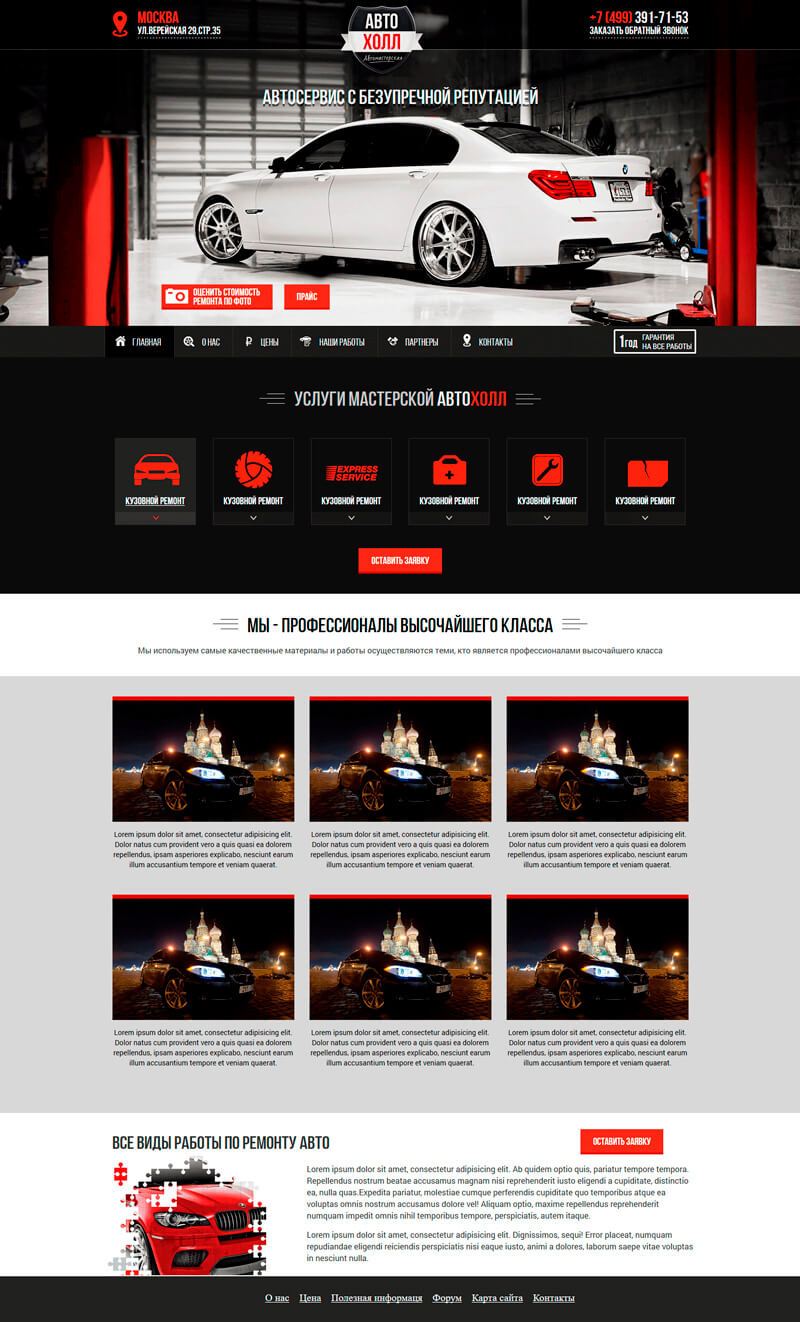 МОСКВА
УЛ.ВЕРЕЙСКАЯ 29,СТР.35
АВТО
ХОЛЛ
Автомастерская
+7 (499) 391-71-53
ЗАКАЗАТЬ ОБРАТНЫЙ ЗВОНОК
АВТОСЕРВИС С БЕЗУПРЕЧНОЙ РЕПУТАЦИЕЙ
ОЦЕНИТЬ СТОИМОСТЬ
РЕМОНТА ПО ФОТО
ПРАЙС
ГЛАВНАЯ
О НАС
ЦЕНЫ
НАШИ РАБОТЫ
ПАРТНЕРЫ
КОНТАКТЫ
1год
ГАРАНТИЯ
НА ВСЕ РАБОТЫ
УСЛУГИ МАСТЕРСКОЙ АВТОХОЛЛ
EXPRESS
SERVICE
КУЗОВНОЙ РЕМОНТ
КУЗОВНОЙ РЕМОНТ
КУЗОВНОЙ РЕМОНТ
КУЗОВНОЙ РЕМОНТ
КУЗОВНОЙ РЕМОНТ
КУЗОВНОЙ РЕМОНТ
ОСТАВИТЬ ЗАЯВКУ
МЫ - ПРОФЕССИОНАЛЫ ВЫСОЧАЙШЕГО КЛАССА
Мы используем самые качественные материалы и работы осуществляются теми, кто является профессионалами высочайшего класса
Lorem ipsum dolor sit amet, consectetur adipisicing elit.
Dolor natus cum provident vero a quis quasi ea dolorem
repellendus, ipsam asperiores explicabo, nesciunt earum
illum accusantium tempore et veniam quaerat.
Lorem ipsum dolor sit amet, consectetur adipisicing elit.
Dolor natus cum provident vero a quis quasi ea dolorem
repellendus, ipsam asperiores explicabo, nesciunt earum
illum accusantium tempore et veniam quaerat.
Lorem ipsum dolor sit amet, consectetur adipisicing elit.
Dolor natus cum provident vero a quis quasi ea dolorem
repellendus, ipsam asperiores explicabo, nesciunt earum
illum accusantium tempore et veniam quaerat.
Lorem ipsum dolor sit amet, consectetur adipisicing elit.
Dolor natus cum provident vero a quis quasi ea dolorem
repellendus, ipsam asperiores explicabo, nesciunt earum
illum accusantium tempore et veniam quaerat.
Lorem ipsum dolor sit amet, consectetur adipisicing elit.
Dolor natus cum provident vero a quis quasi ea dolorem
repellendus, ipsam asperiores explicabo, nesciunt earum
illum accusantium tempore et veniam quaerat.
Lorem ipsum dolor sit amet, consectetur adipisicing elit.
Dolor natus cum provident vero a quis quasi ea dolorem
repellendus, ipsam asperiores explicabo, nesciunt earum
illum accusantium tempore et veniam quaerat.
ВСЕ ВИДЫ РАБОТЫ ПО РЕМОНТУ АВТО
ОСТАВИТЬ ЗАЯВКУ
Lorem ipsum dolor sit amet, consectetur adipisicing elit. Ab quidem optio quis, pariatur tempore tempora.
Repellendus nostrum beatae accusamus magnam nisi reprehenderit iusto eligendi a cupiditate, distinctio
ea, nulla quas.Expedita pariatur, molestiae cumque perferendis cupiditate quo temporibus atque ea
voluptas omnis nostrum accusamus dolore vel! Aliquam optio, maxime repellendus reprehenderit
numquam impedit omnis nihil temporibus tempore, perspiciatis, autem itaque.
Lorem ipsum dolor sit amet, consectetur adipisicing elit. Dignissimos, sequi! Error placeat, numquam
repudiandae eligendi reiciendis perspiciatis nisi eaque iusto, animi a dolores, laborum saepe vitae voluptas
in nesciunt nulla.
О нас
Цена
Полезная информаця
Форум
Карта сайта
Контакты